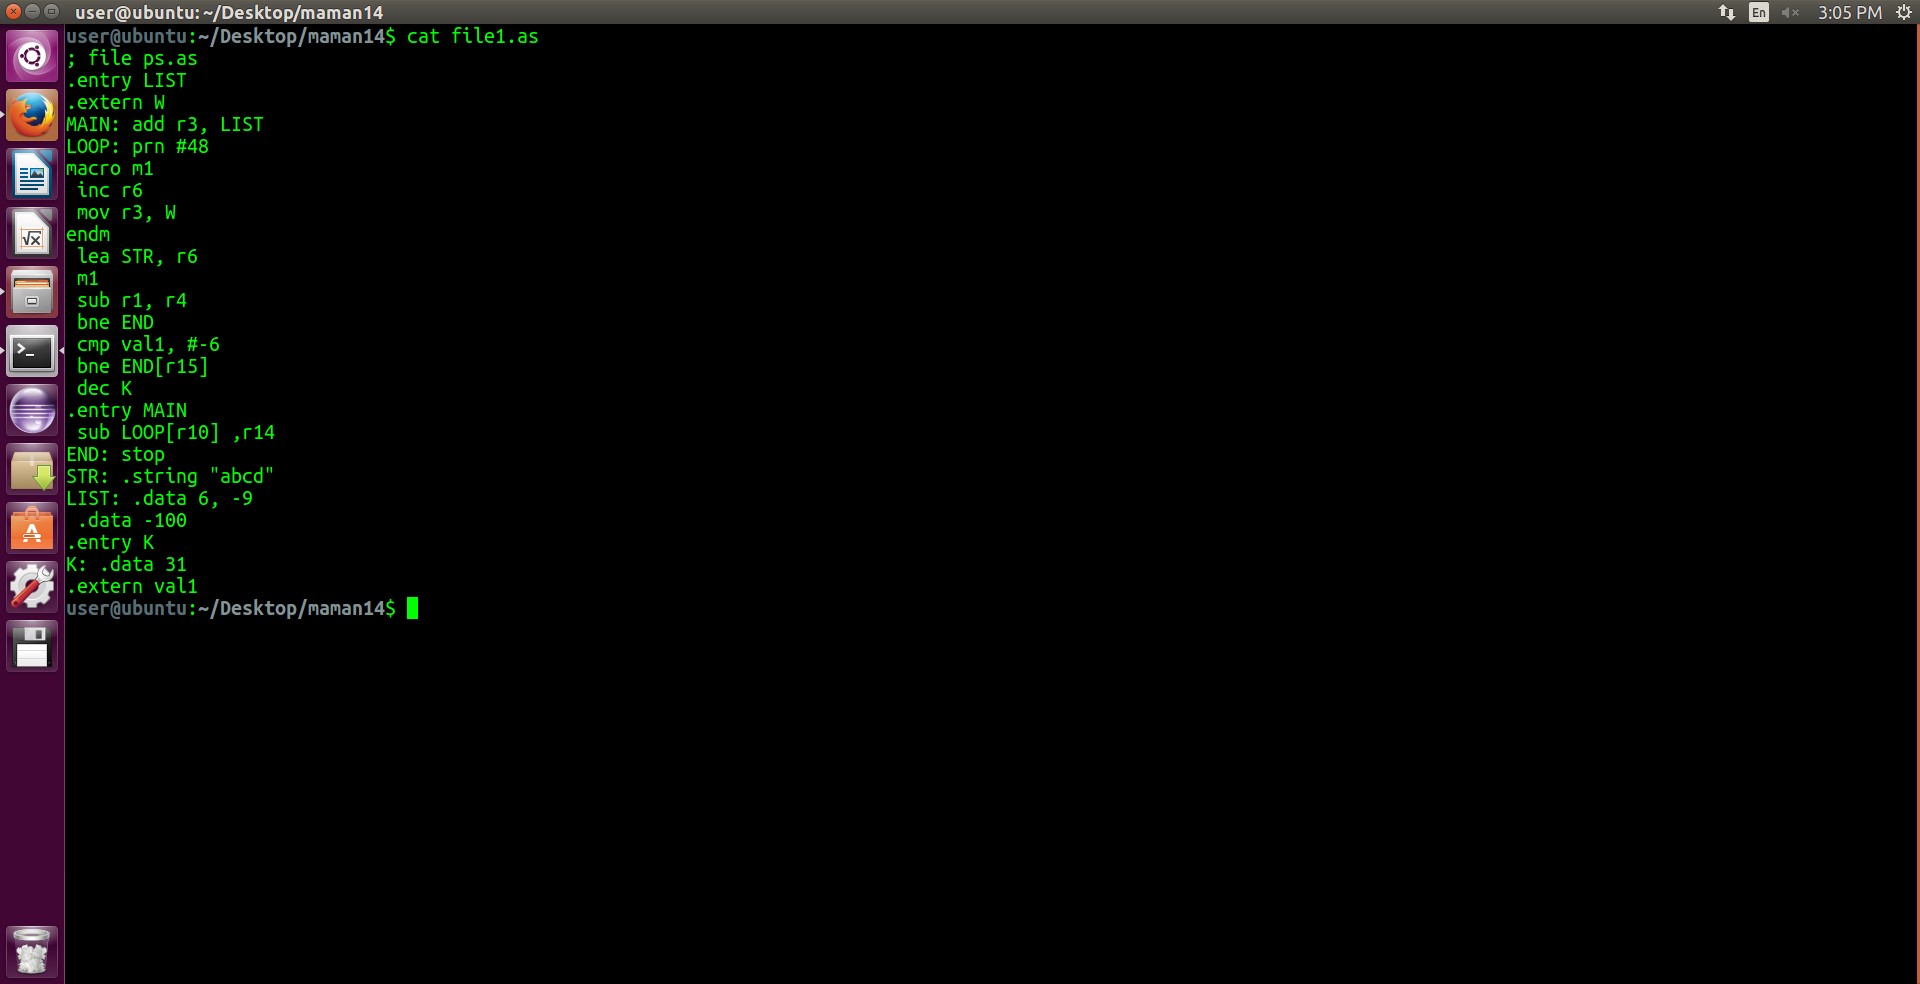 user@ubuntu: ~/Desktop/maman14
En
3:05 PM
user@ubuntu:~/Desktop/maman14$ cat file1.as
; file ps.as
.entry LIST
.extern W
MAIN: add r3, LIST
LOOP: prn #48
macro m1
 inc r6
 mov r3, W
endm
 lea STR, r6
 m1
 sub r1, r4
 bne END
 cmp val1, #-6
 bne END[r15]
 dec K
.entry MAIN
 sub LOOP[r10] ,r14
END: stop
STR: .string "abcd"
LIST: .data 6, -9
 .data -100
.entry K
K: .data 31
.extern val1
user@ubuntu:~/Desktop/maman14$